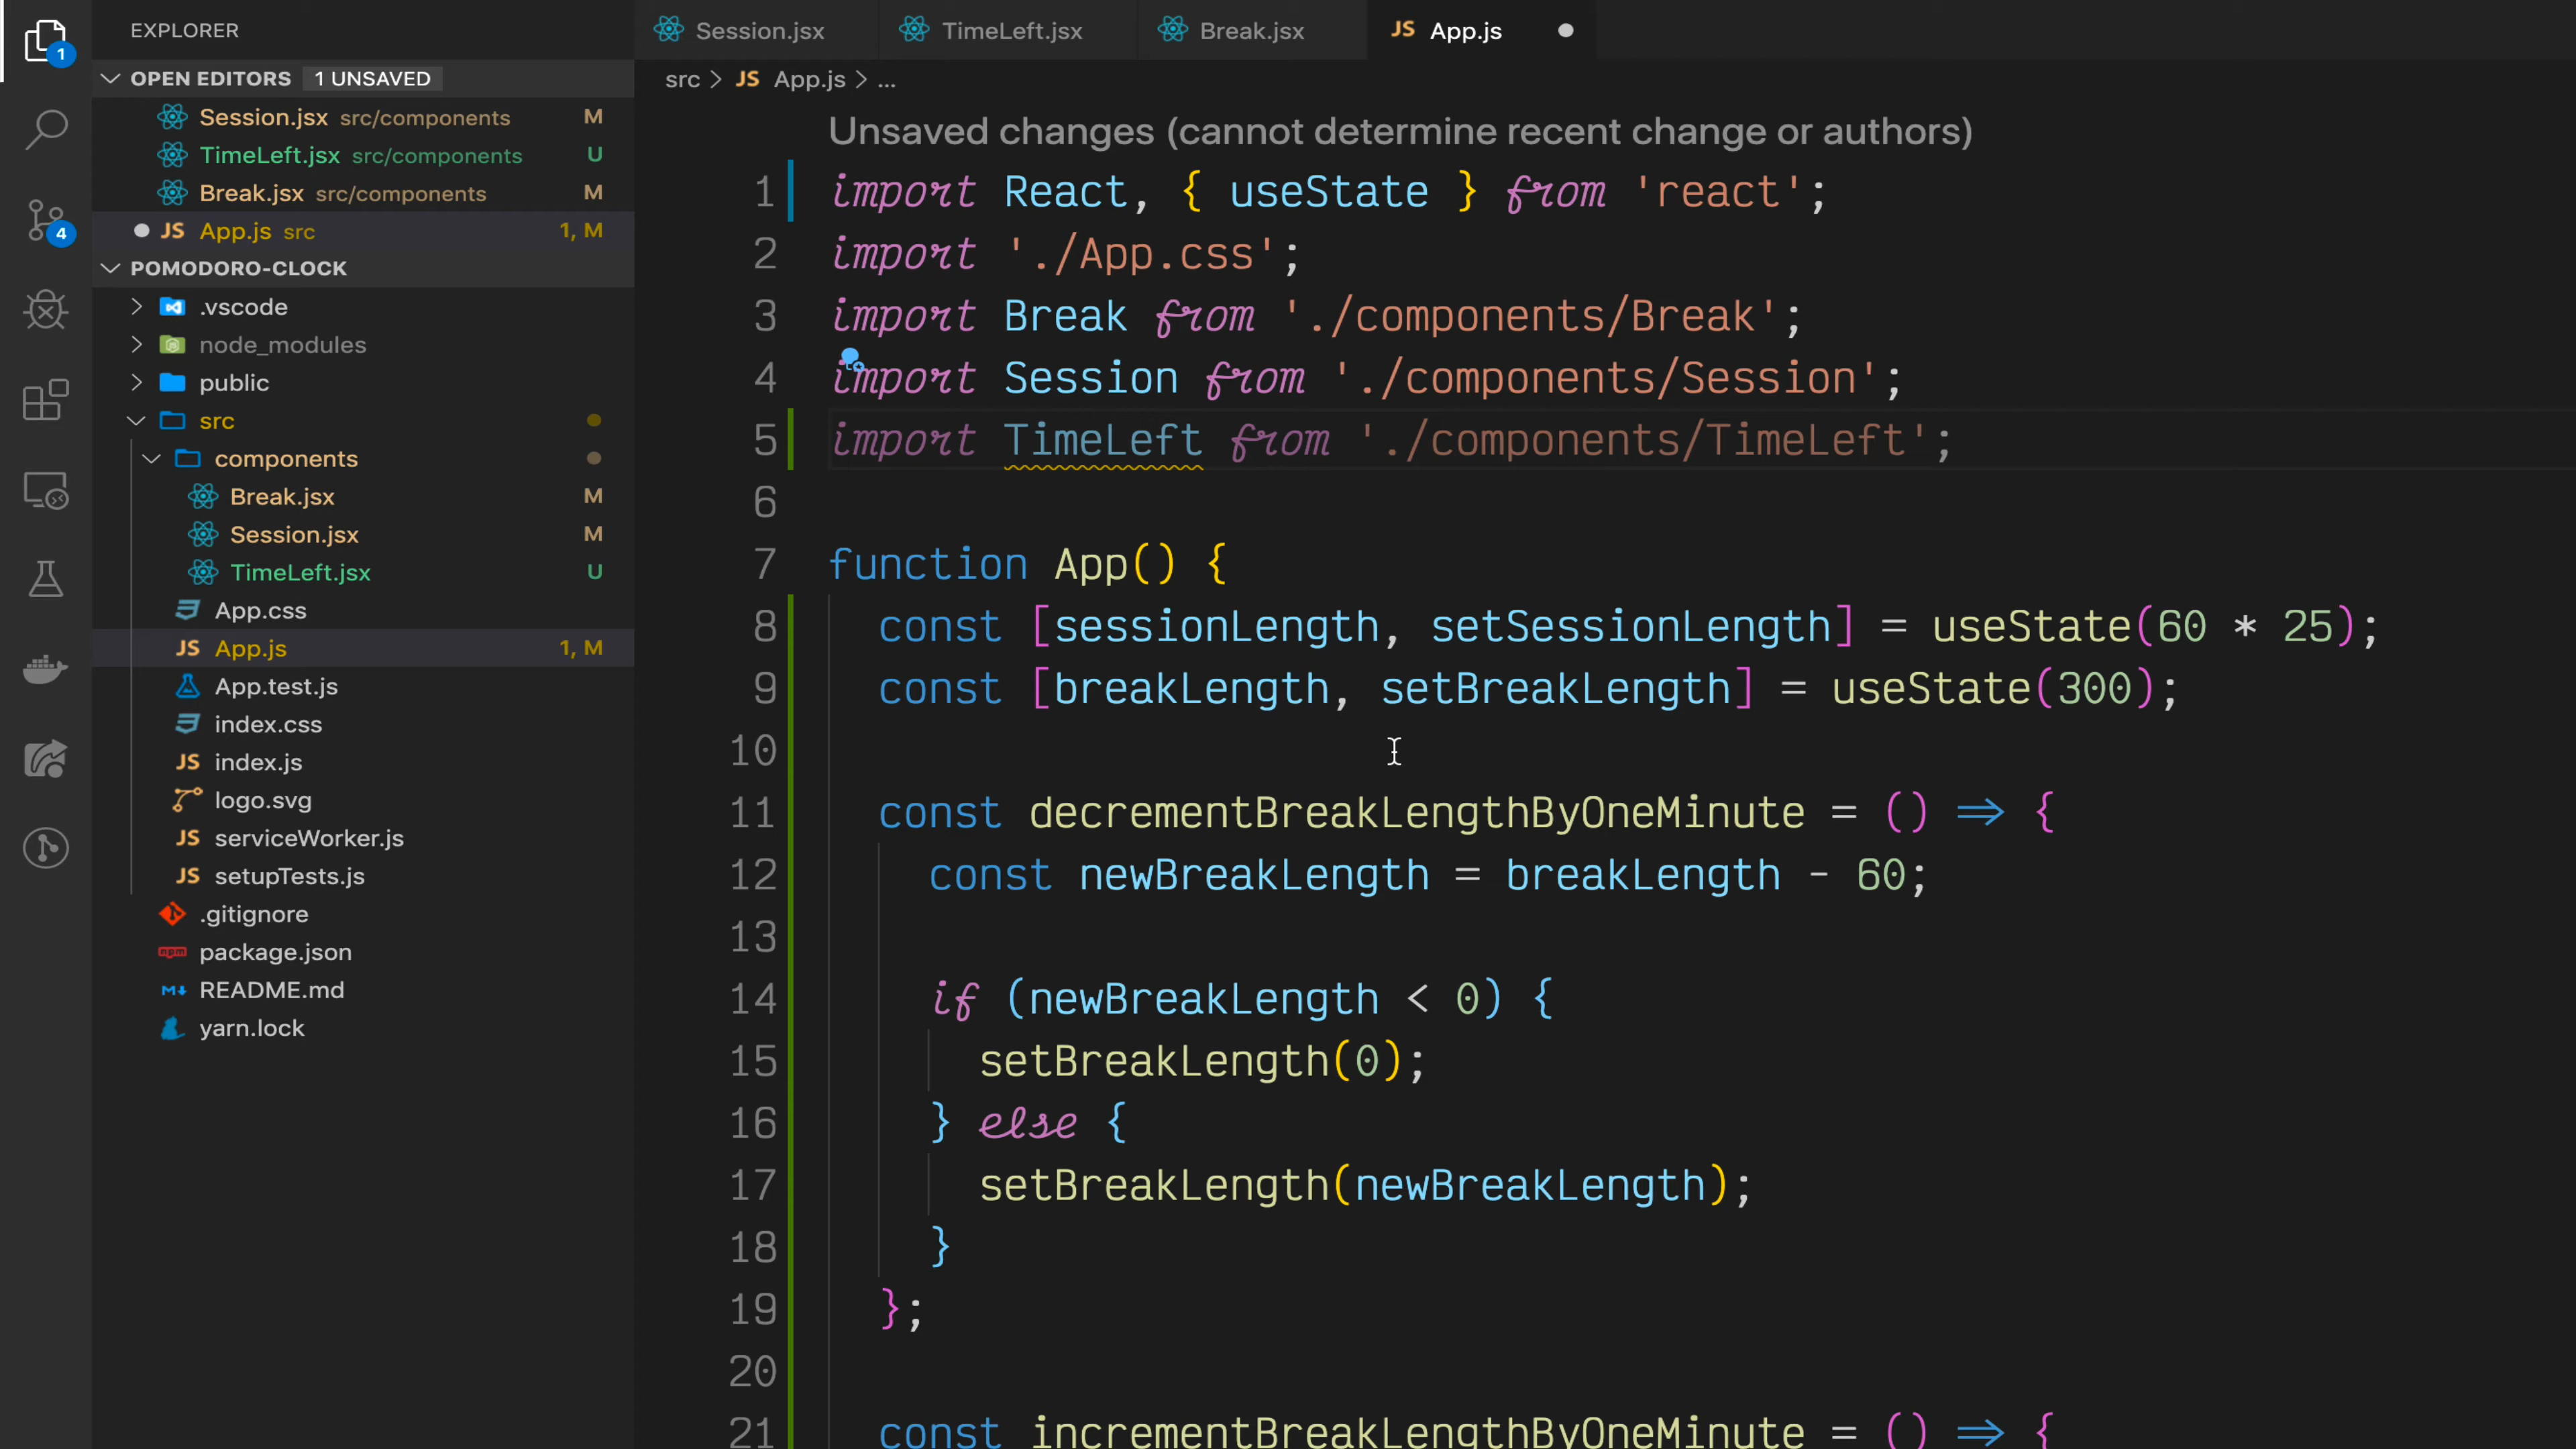 EXPLORER
OPEN EDITORS 1 UNSAVED
Session.jsx src/components M
TimeLeft.jsx src/components U
Break.jsx src/components M
JS App.js src 1, M
POMODORO-CLOCK
.vscode
node_modules
public
src
components
Break.jsx M
Session.jsx M
TimeLeft.jsx U
App.css
JS App.js 1, M
App.test.js
index.css
JS index.js
logo.svg
JS serviceWorker.js
JS setupTests.js
.gitignore
npm package.json
M↓ README.md
yarn.lock
1
4
Session.jsx TimeLeft.jsx Break.jsx JS App.js
src > JS App.js > ...
Unsaved changes (cannot determine recent change or authors)
1 import React, { useState } from 'react';
2 import './App.css';
3 import Break from './components/Break';
4 import Session from './components/Session';
5 import TimeLeft from './components/TimeLeft';
6
7 function App() {
8 const [sessionLength, setSessionLength] = useState(60 * 25);
9 const [breakLength, setBreakLength] = useState(300);
10
11 const decrementBreakLengthByOneMinute = () => {
12 const newBreakLength = breakLength - 60;
13
14 if (newBreakLength < 0) {
15 setBreakLength(0);
16 } else {
17 setBreakLength(newBreakLength);
18 }
19 };
20
21 const incrementBreakLengthByOneMinute = () => {